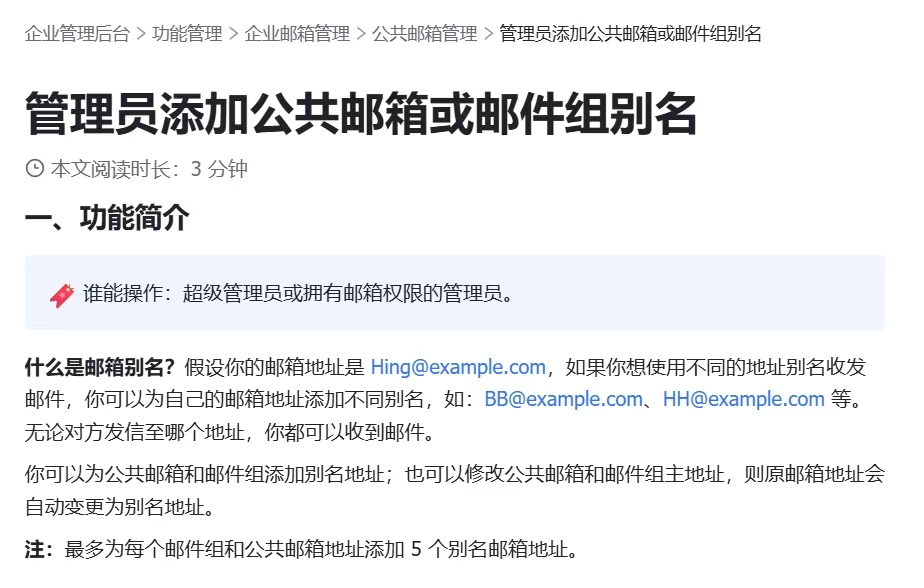 企业管理后台 > 功能管理 > 企业邮箱管理 > 公共邮箱管理 > 管理员添加公共邮箱或邮件组别名
管理员添加公共邮箱或邮件组别名
本文阅读时长：3 分钟
一、功能简介
谁能操作：超级管理员或拥有邮箱权限的管理员。
什么是邮箱别名？假设你的邮箱地址是 Hing@example.com，如果你想使用不同的地址别名收发
邮件，你可以为自己的邮箱地址添加不同别名，如：BB@example.com、HH@example.com 等。
无论对方发信至哪个地址，你都可以收到邮件。
你可以为公共邮箱和邮件组添加别名地址；也可以修改公共邮箱和邮件组主地址，则原邮箱地址会
自动变更为别名地址。
注：最多为每个邮件组和公共邮箱地址添加 5 个别名邮箱地址。